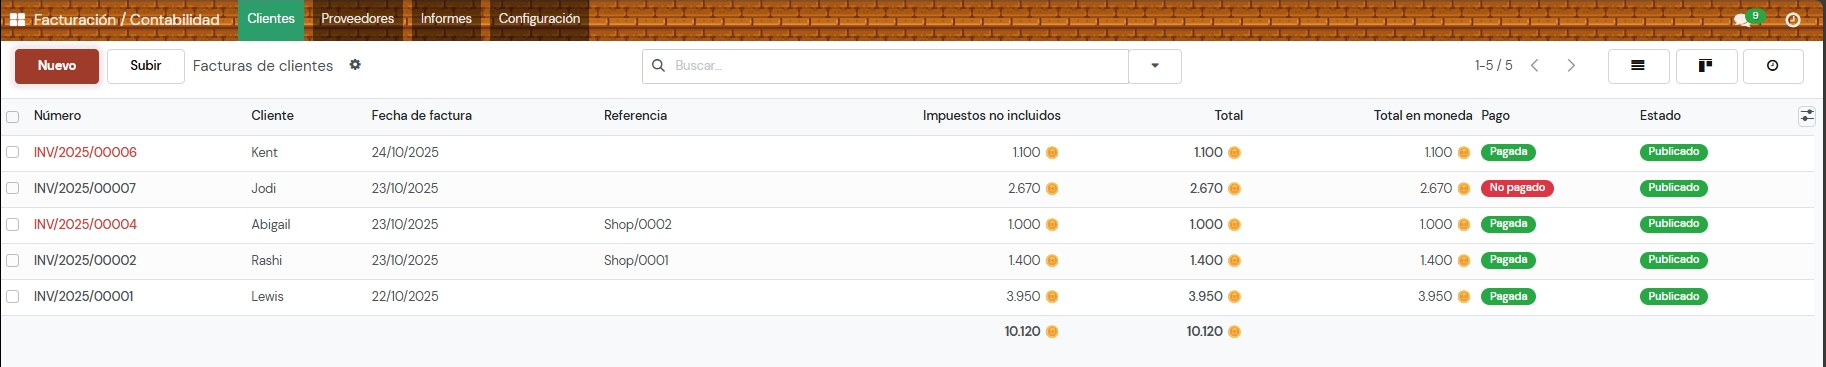 Facturación / Contabilidad Clientes Proveedores Informes Configuración 9
Nuevo Subir Facturas de clientes Buscar... 1-5 / 5
Número Cliente Fecha de factura Referencia Impuestos no incluidos Total Total en moneda Pago Estado
INV/2025/00006 Kent 24/10/2025 1.100 1.100 1.100 Pagada Publicado
INV/2025/00007 Jodi 23/10/2025 2.670 2.670 2.670 No pagado Publicado
INV/2025/00004 Abigail 23/10/2025 Shop/0002 1.000 1.000 1.000 Pagada Publicado
INV/2025/00002 Rashi 23/10/2025 Shop/0001 1.400 1.400 1.400 Pagada Publicado
INV/2025/00001 Lewis 22/10/2025 3.950 3.950 3.950 Pagada Publicado
10.120 10.120